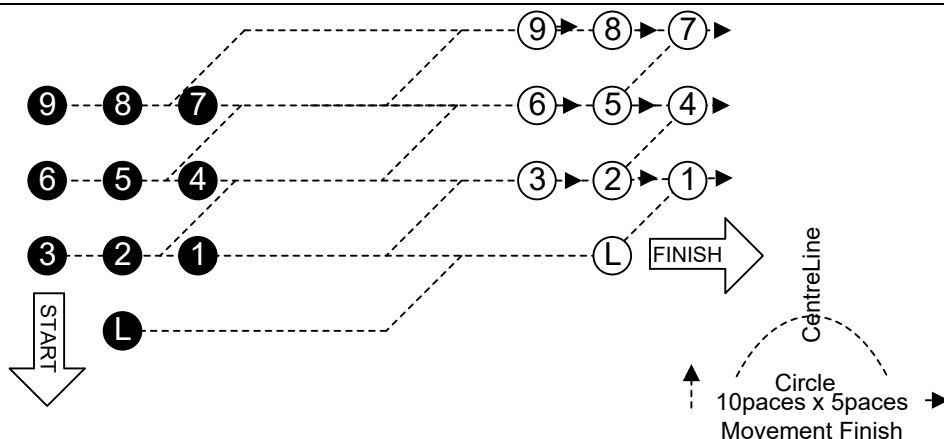 9 8 7
9 8 7 6 5 4
6 5 4 3 2 1
3 2 1 L FINISH
START
L
CentreLine
Circle
10paces x 5paces
Movement Finish